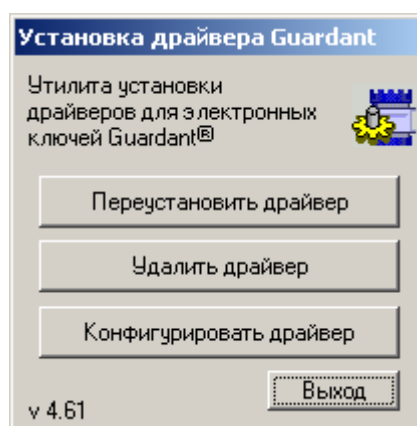 Установка драйвера Guardant
Утилита установки
драйверов для электронных
ключей Guardant®
Переустановить драйвер
Удалить драйвер
Конфигурировать драйвер
Выход
v 4.61